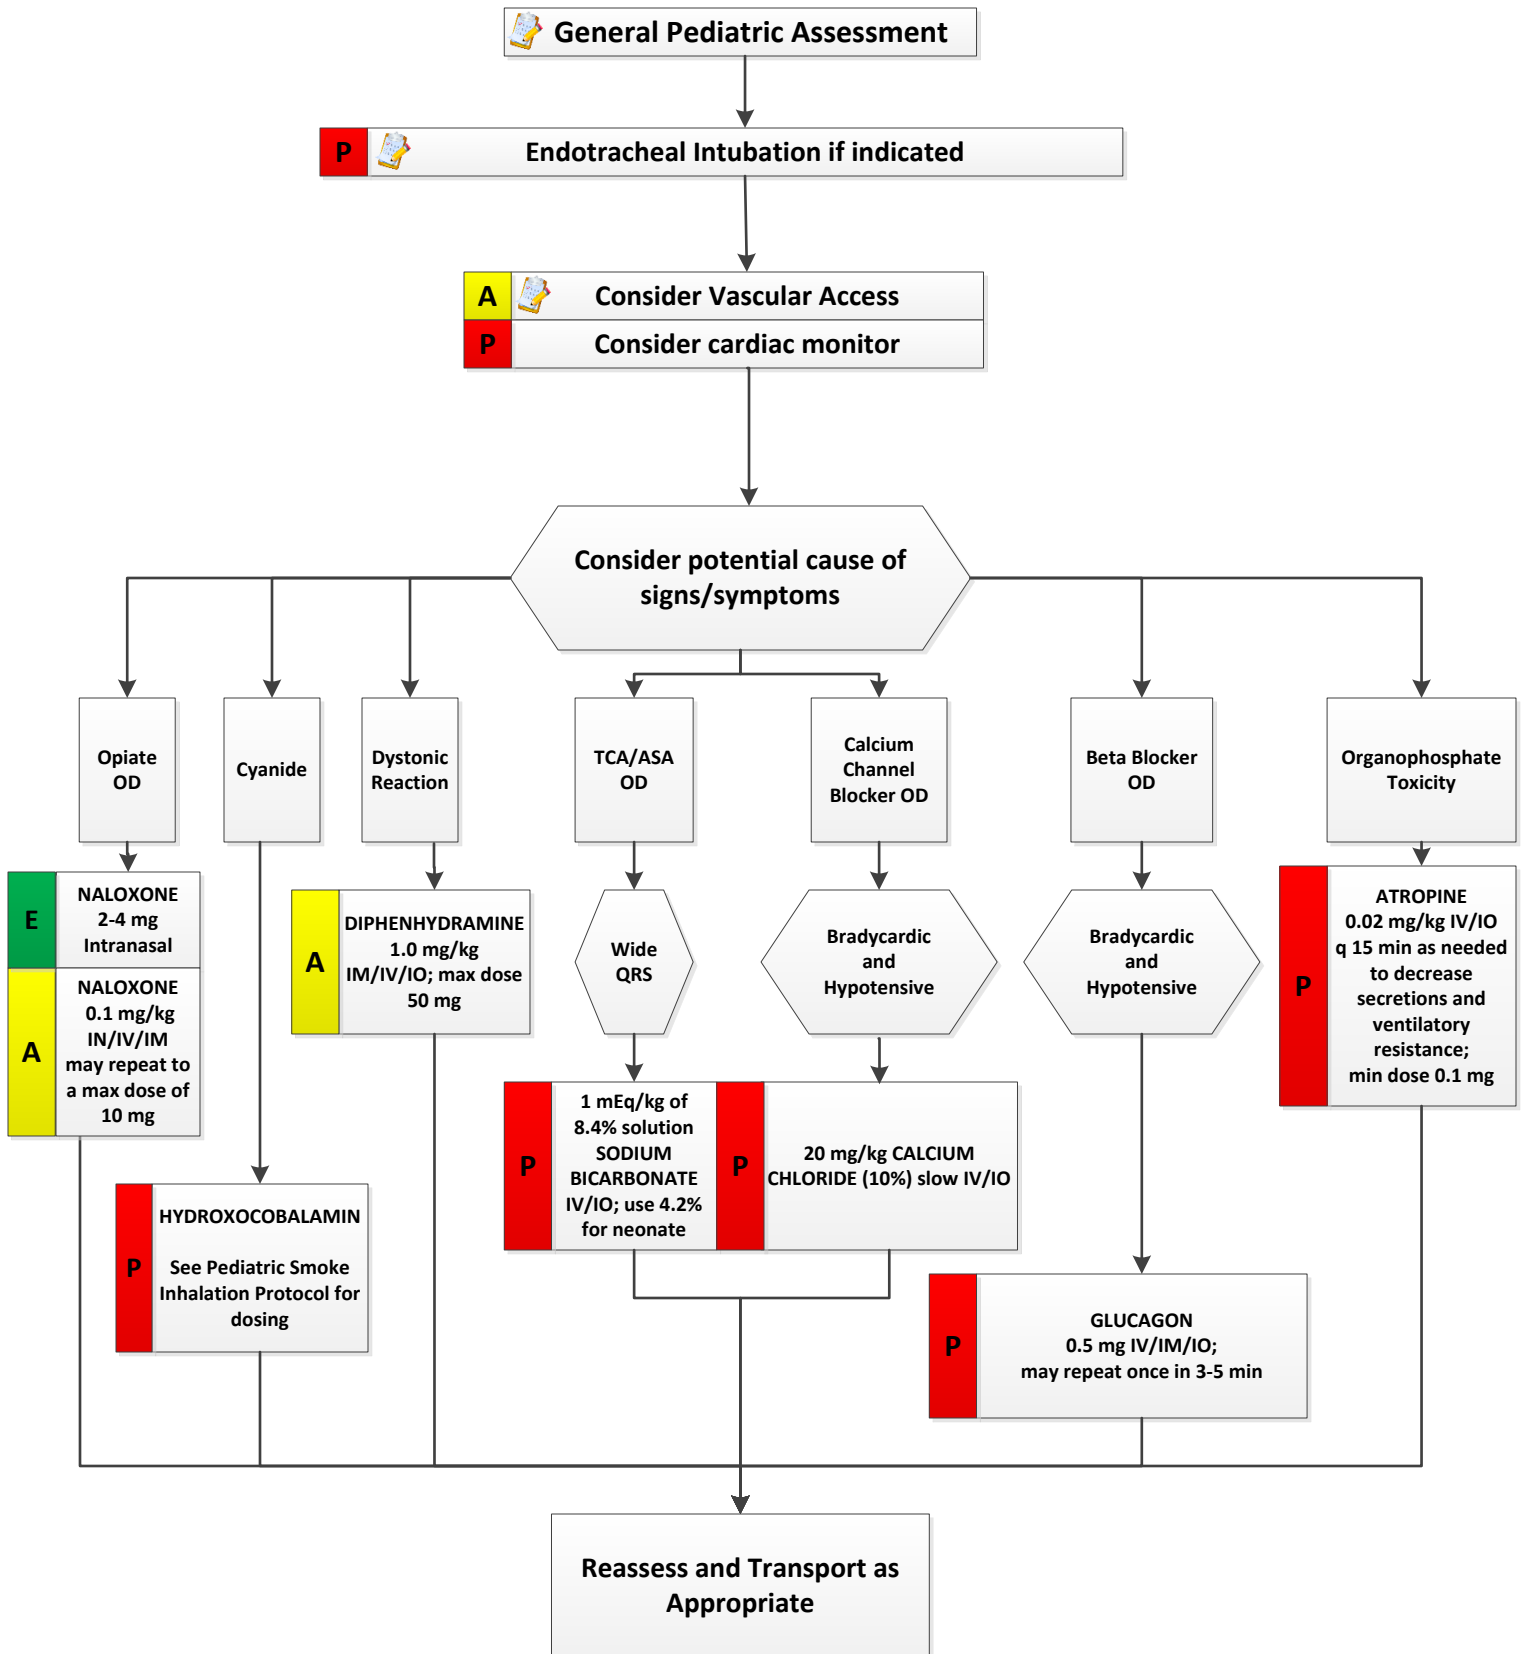 General Pediatric Assessment
P
Endotracheal Intubation if indicated
A
Consider Vascular Access
P
Consider cardiac monitor
Consider potential cause of
signs/symptoms
Opiate
OD
Cyanide
Dystonic
Reaction
TCA/ASA
OD
Calcium
Channel
Blocker OD
Beta Blocker
OD
Organophosphate
Toxicity
E
NALOXONE
2-4 mg
Intranasal
A
NALOXONE
0.1 mg/kg
IN/IV/IM
may repeat to
a max dose of
10 mg
P
HYDROXOCOBALAMIN
See Pediatric Smoke
Inhalation Protocol for
dosing
A
DIPHENHYDRAMINE
1.0 mg/kg
IM/IV/IO; max dose
50 mg
Wide
QRS
P
1 mEq/kg of
8.4% solution
SODIUM
BICARBONATE
IV/IO; use 4.2%
for neonate
Bradycardic
and
Hypotensive
P
20 mg/kg CALCIUM
CHLORIDE (10%) slow IV/IO
Bradycardic
and
Hypotensive
P
GLUCAGON
0.5 mg IV/IM/IO;
may repeat once in 3-5 min
P
ATROPINE
0.02 mg/kg IV/IO
q 15 min as needed
to decrease
secretions and
ventilatory
resistance;
min dose 0.1 mg
Reassess and Transport as
Appropriate